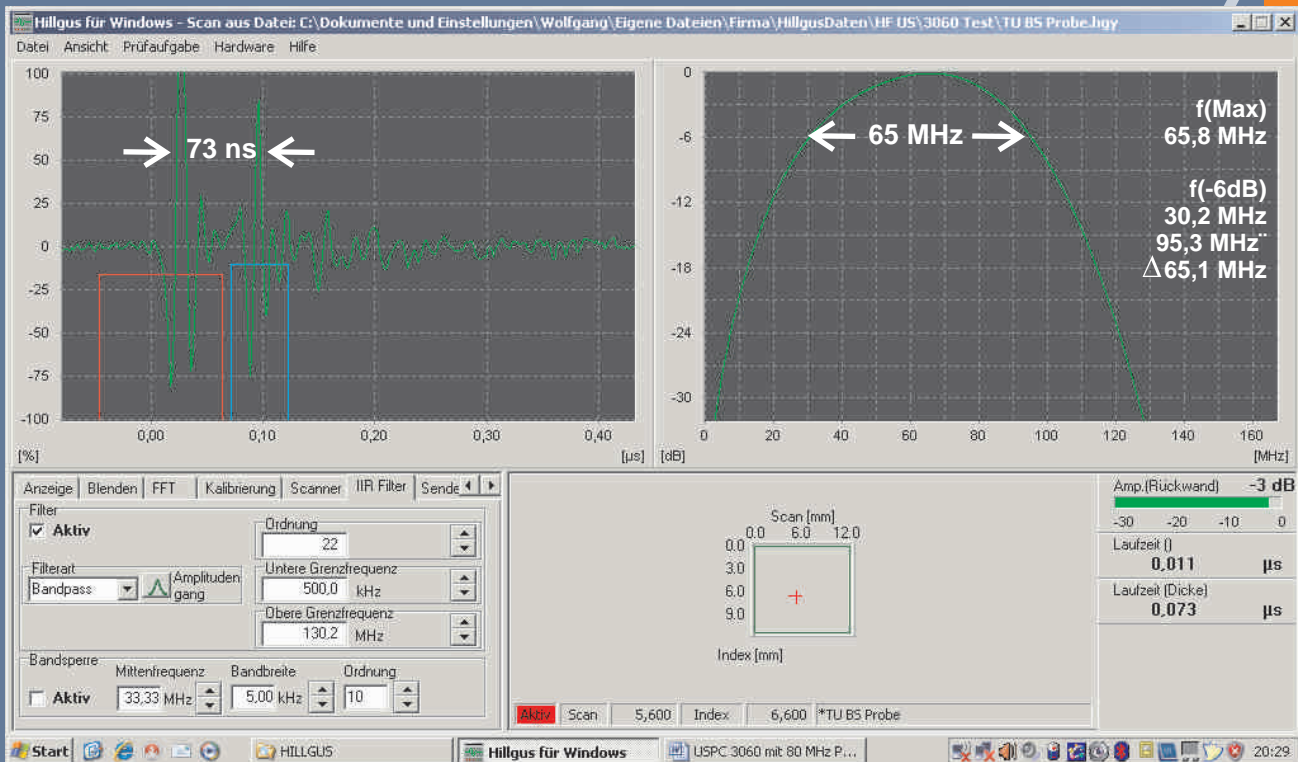 Hillgus für Windows - Scan aus Datei: C:\Dokumente und Einstellungen\Wolfgang\Eigene Dateien\Firma\HillgusDaten\HF US\3060 Test\TU BS Probe.hgy
Datei Ansicht Prüfaufgabe Hardware Hilfe
100
75
50
25
0
-25
-50
-75
-100
73 ns
0,00 0,10 0,20 0,30 0,40
[%] [µs]
0
-6
-12
-18
-24
-30
65 MHz
f(Max)
65,8 MHz
f(-6dB)
30,2 MHz
95,3 MHz¨
Δ65,1 MHz
0 20 40 60 80 100 120 140 160
[dB] [MHz]
Anzeige Blenden FFT Kalibrierung Scanner IIR Filter Sende
Filter
Aktiv
Ordnung
22
Filterart
Bandpass
Amplituden
gang
Untere Grenzfrequenz
500,0 kHz
Obere Grenzfrequenz
130,2 MHz
Bandsperre
Mittenfrequenz Bandbreite Ordnung
Aktiv 33,33 MHz 5,00 kHz 10
Scan [mm]
0.0 6.0 12.0
0.0
3.0
6.0
9.0
Index [mm]
Aktiv Scan 5,600 Index 6,600 *TU BS Probe
Amp.(Rückwand) -3 dB
-30 -20 -10 0
Laufzeit ()
0,011 µs
Laufzeit (Dicke)
0,073 µs
Start HILLGUS Hillgus für Windows USPC 3060 mit 80 MHz P... 20:29